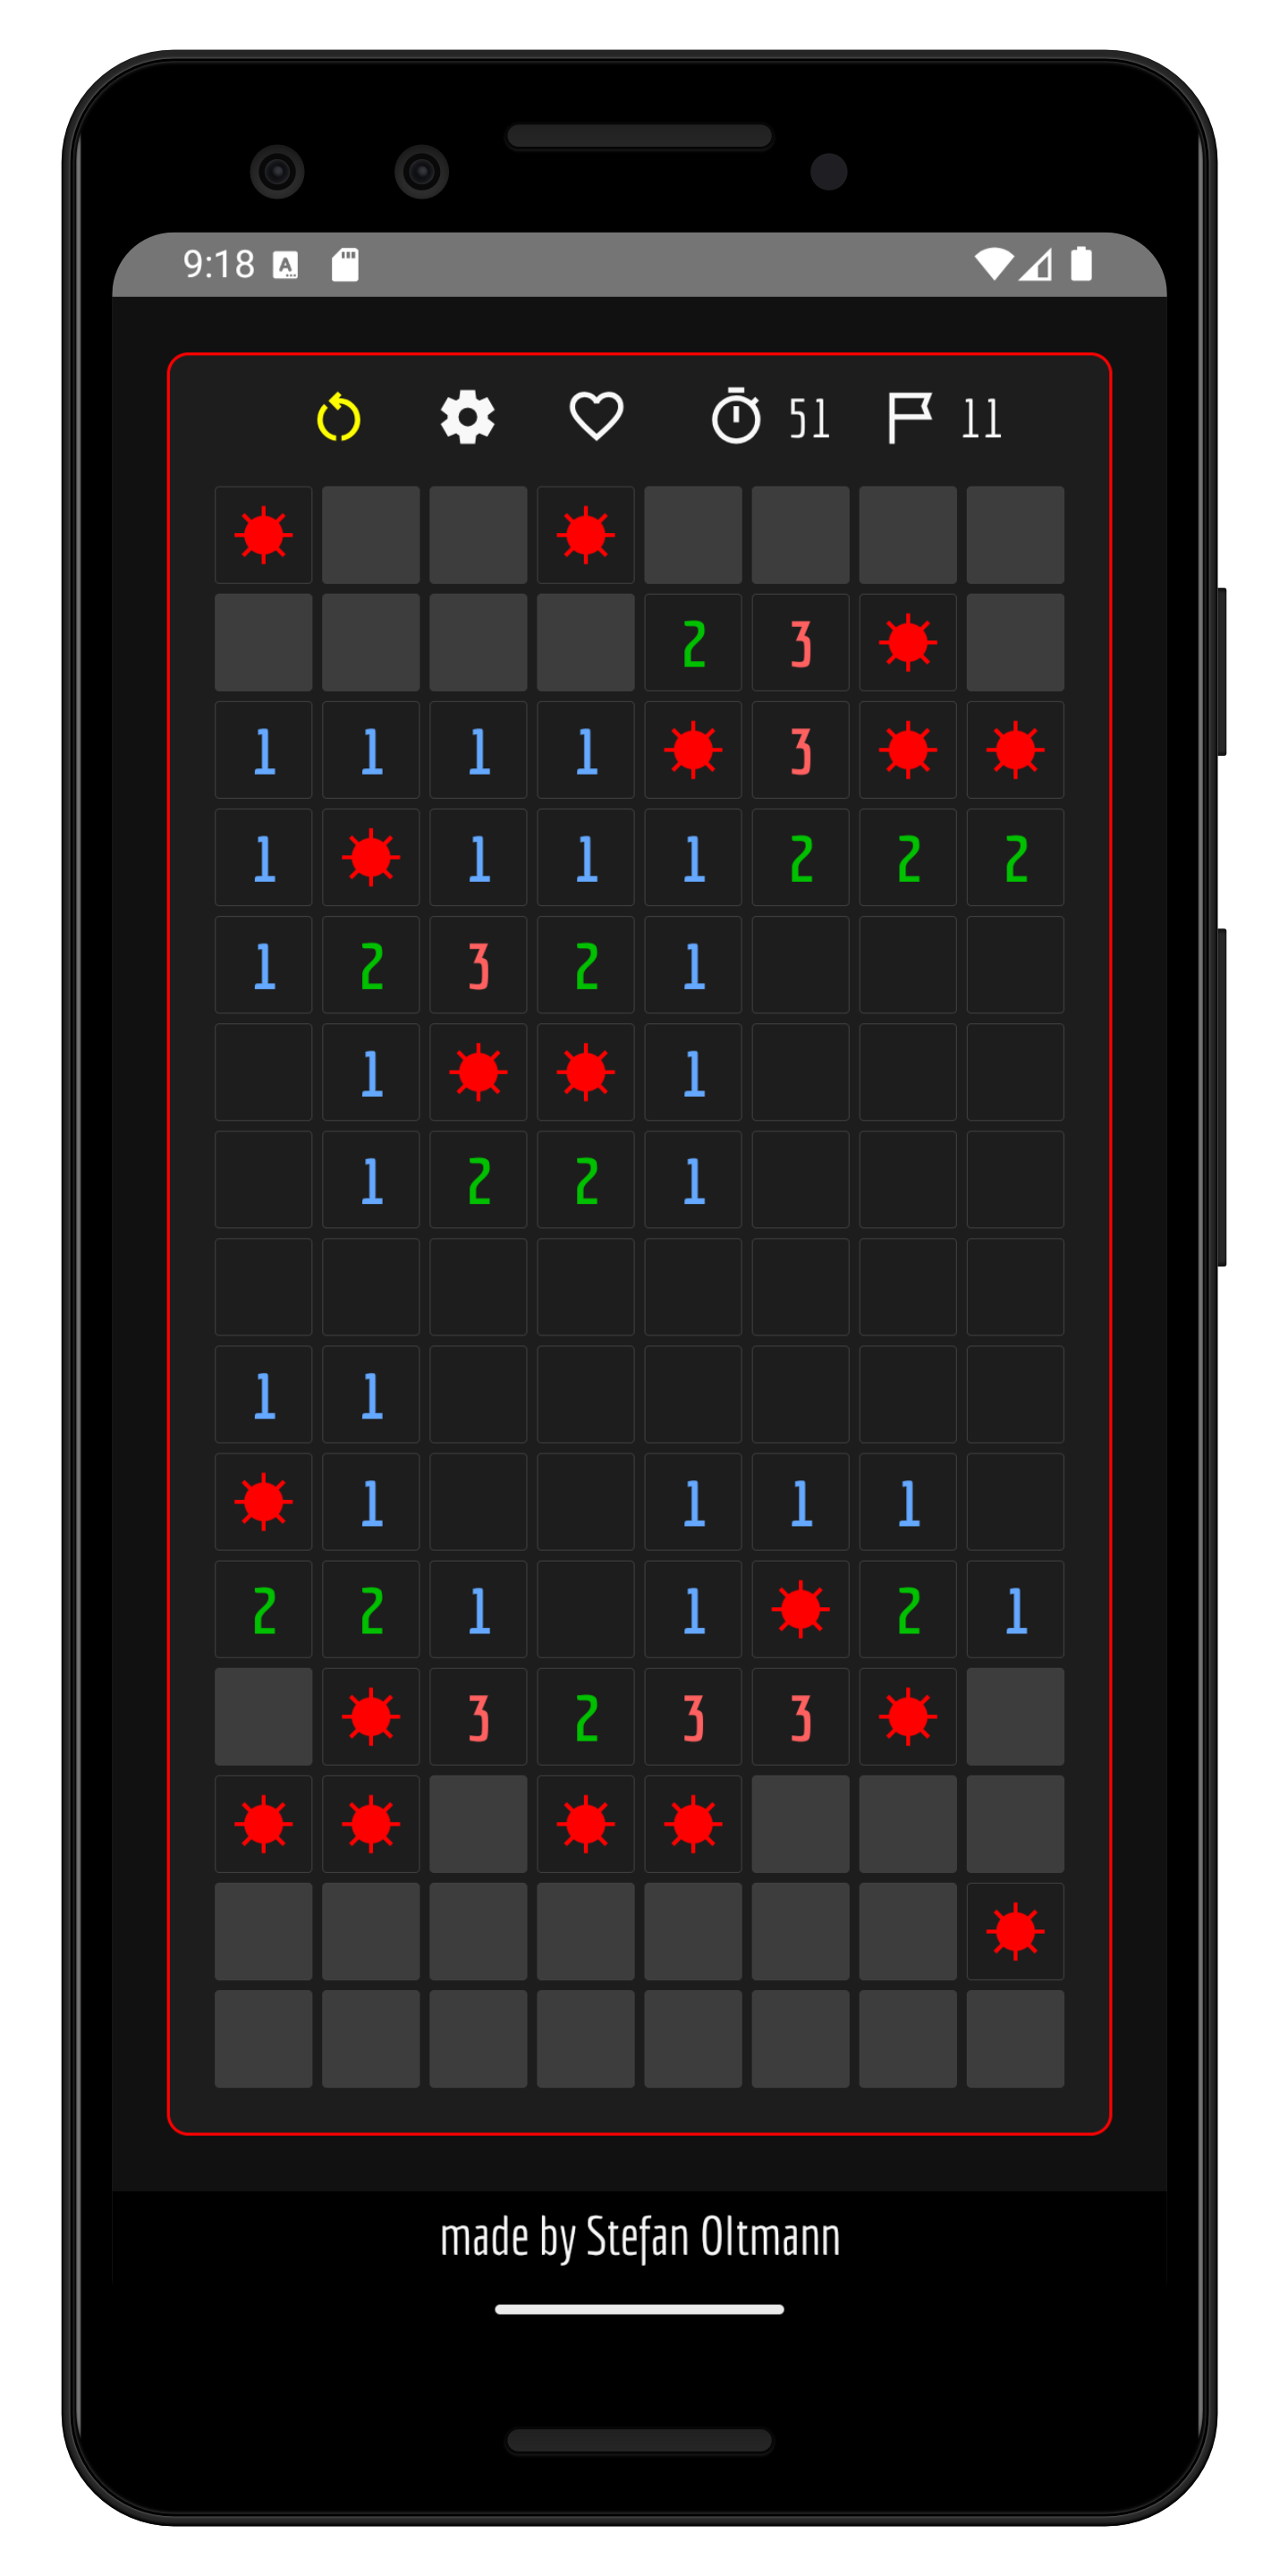 9:18 A
51 11
2 3
1 1 1 1 3
1 1 1 1 2 2 2
1 2 3 2 1
1 1
1 2 2 1
1 1
1 1 1 1
2 2 1 1 2 1
3 2 3 3
made by Stefan Oltmann